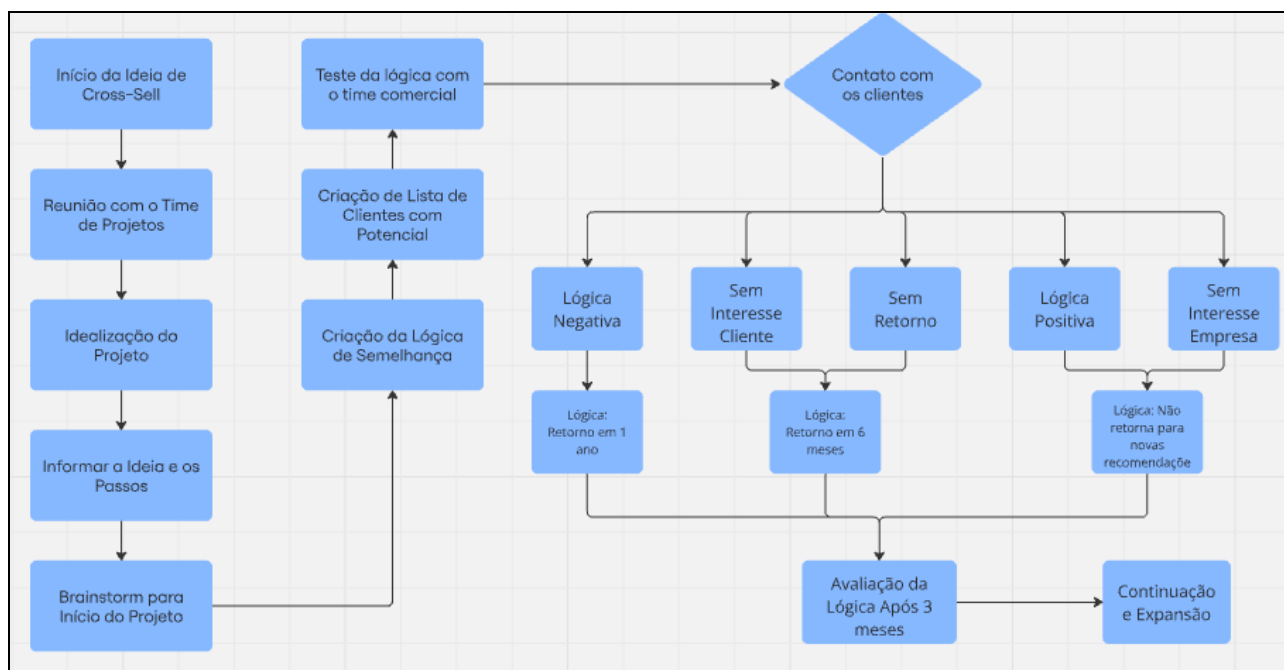 Início da Ideia de
Cross-Sell
Reunião com o Time
de Projetos
Idealização do
Projeto
Informar a Ideia e os
Passos
Brainstorm para
Início do Projeto
Criação da Lógica
de Semelhança
Criação de Lista de
Clientes com
Potencial
Teste da lógica com
o time comercial
Contato com
os clientes
Lógica
Negativa
Sem
Interesse
Cliente
Sem
Retorno
Lógica
Positiva
Sem
Interesse
Empresa
Lógica:
Retorno em 1
ano
Lógica:
Retorno em 6
meses
Lógica: Não
retorna para
novas
recomendaçõe
Avaliação da
Lógica Após 3
meses
Continuação
e Expansão